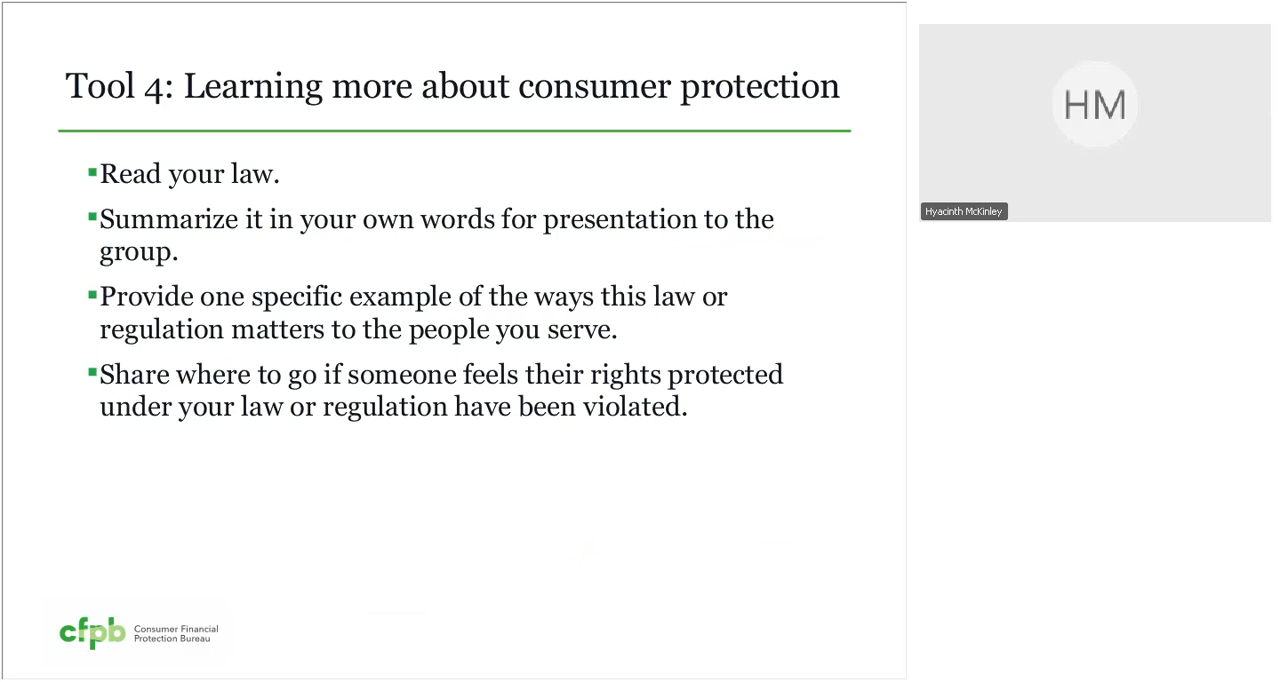 Tool 4: Learning more about consumer protection
▪Read your law.
▪Summarize it in your own words for presentation to the
group.
▪Provide one specific example of the ways this law or
regulation matters to the people you serve.
▪Share where to go if someone feels their rights protected
under your law or regulation have been violated.
cfpb Consumer Financial
Protection Bureau
HM
Hyacinth McKinley